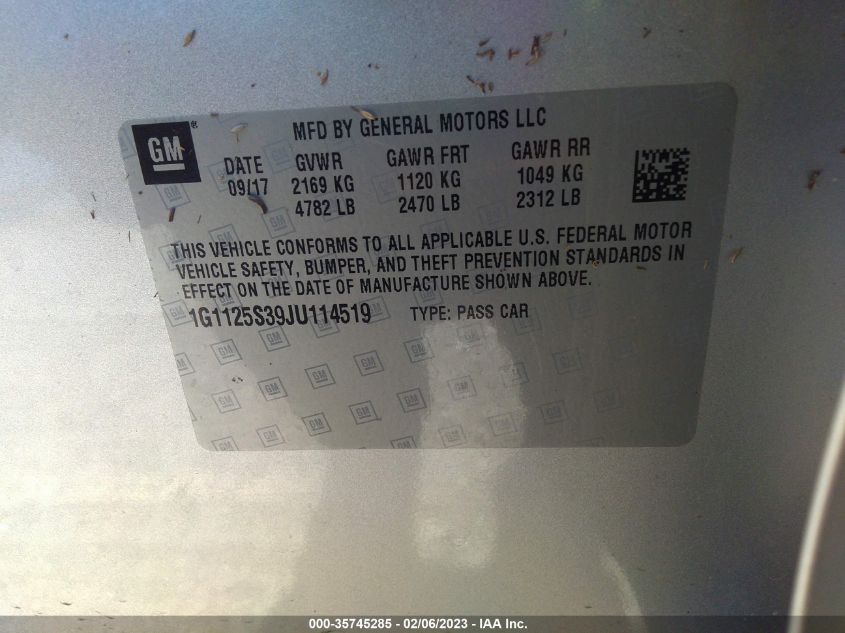 GM ®
MFD BY GENERAL MOTORS LLC
DATE GVWR GAWR FRT GAWR RR
09/17 2169 KG 1120 KG 1049 KG
4782 LB 2470 LB 2312 LB
THIS VEHICLE CONFORMS TO ALL APPLICABLE U.S. FEDERAL MOTOR
VEHICLE SAFETY, BUMPER, AND THEFT PREVENTION STANDARDS IN
EFFECT ON THE DATE OF MANUFACTURE SHOWN ABOVE.
1G1125S39JU114519 TYPE: PASS CAR
000-35745285 - 02/06/2023 - IAA Inc.